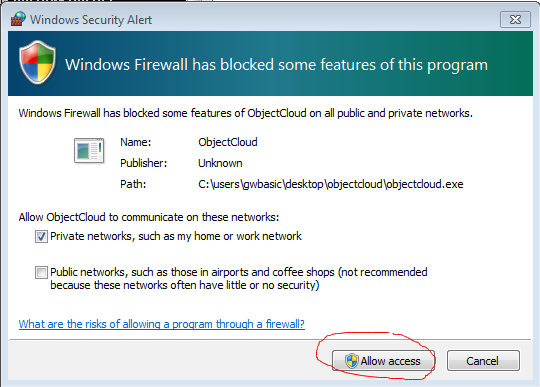 Windows Security Alert
Windows Firewall has blocked some features of this program
Windows Firewall has blocked some features of ObjectCloud on all public and private networks.
Name: ObjectCloud
Publisher: Unknown
Path: C:\users\gwbasic\desktop\objectcloud\objectcloud.exe
Allow ObjectCloud to communicate on these networks:
Private networks, such as my home or work network
Public networks, such as those in airports and coffee shops (not recommended
because these networks often have little or no security)
What are the risks of allowing a program through a firewall?
Allow access Cancel